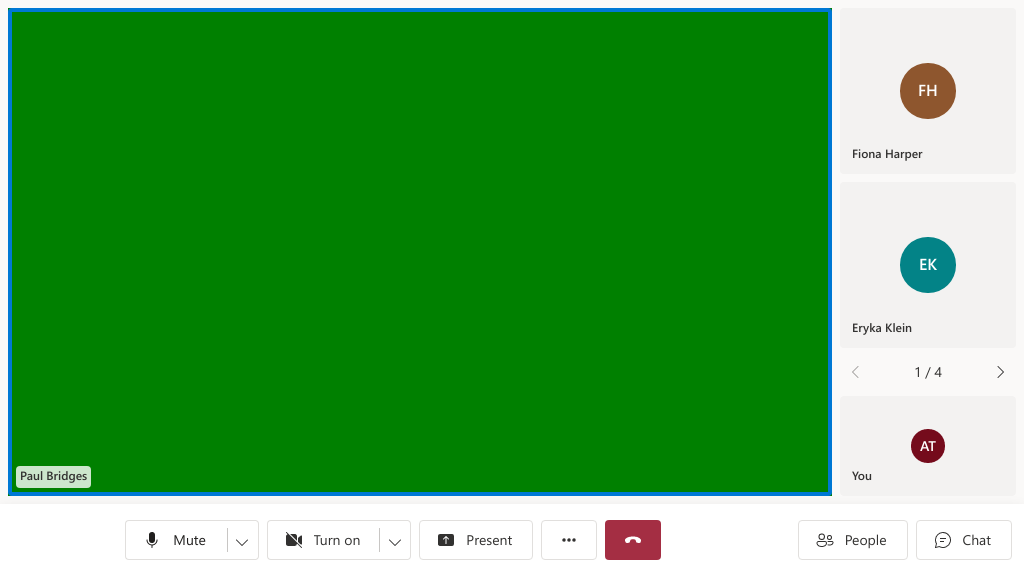 FH
Fiona Harper
EK
Eryka Klein
1 / 4
AT
You
Paul Bridges
Mute
Turn on
Present
People
Chat